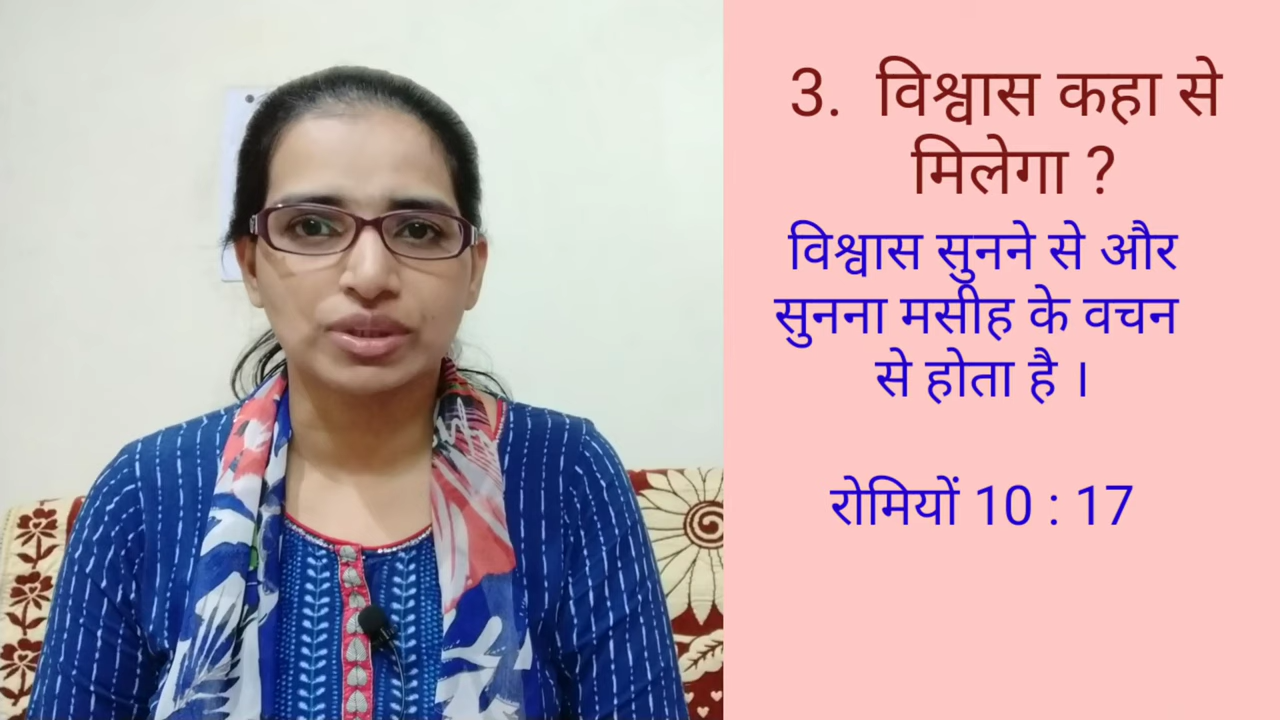 3. विश्वास कहा से
मिलेगा ?
विश्वास सुनने से और
सुनना मसीह के वचन
से होता है ।
रोमियों 10 : 17